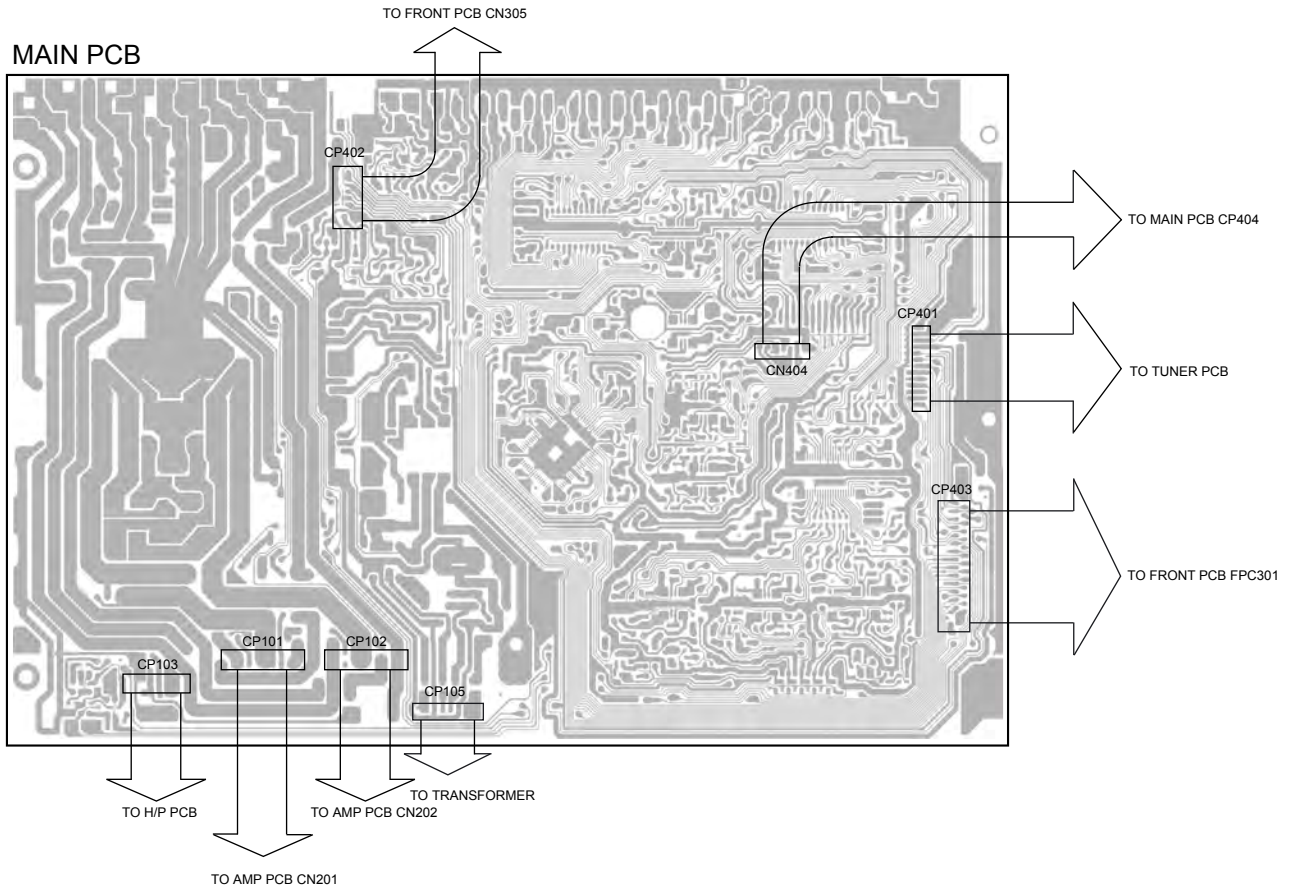 TO FRONT PCB CN305
MAIN PCB
CP402
TO MAIN PCB CP404
CP401
CN404
TO TUNER PCB
CP403
TO FRONT PCB FPC301
CP101
CP102
CP103
CP105
TO TRANSFORMER
TO H/P PCB
TO AMP PCB CN202
TO AMP PCB CN201